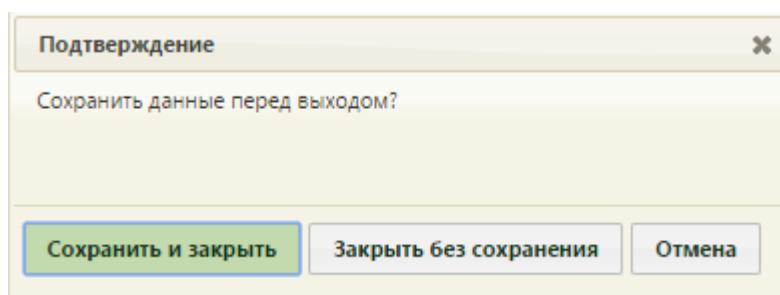 Подтверждение
Сохранить данные перед выходом?
Сохранить и закрыть Закрыть без сохранения Отмена